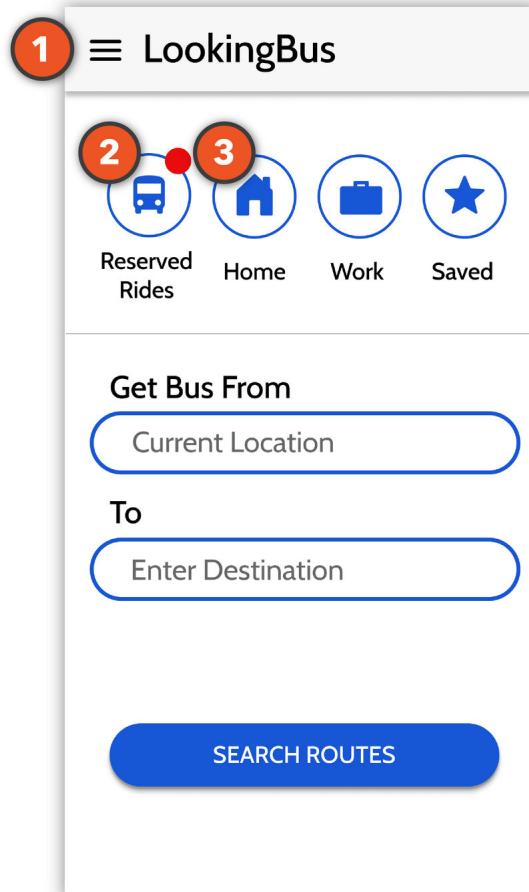 1
LookingBus
2
3
Reserved
Rides
Home
Work
Saved
Get Bus From
Current Location
To
Enter Destination
SEARCH ROUTES